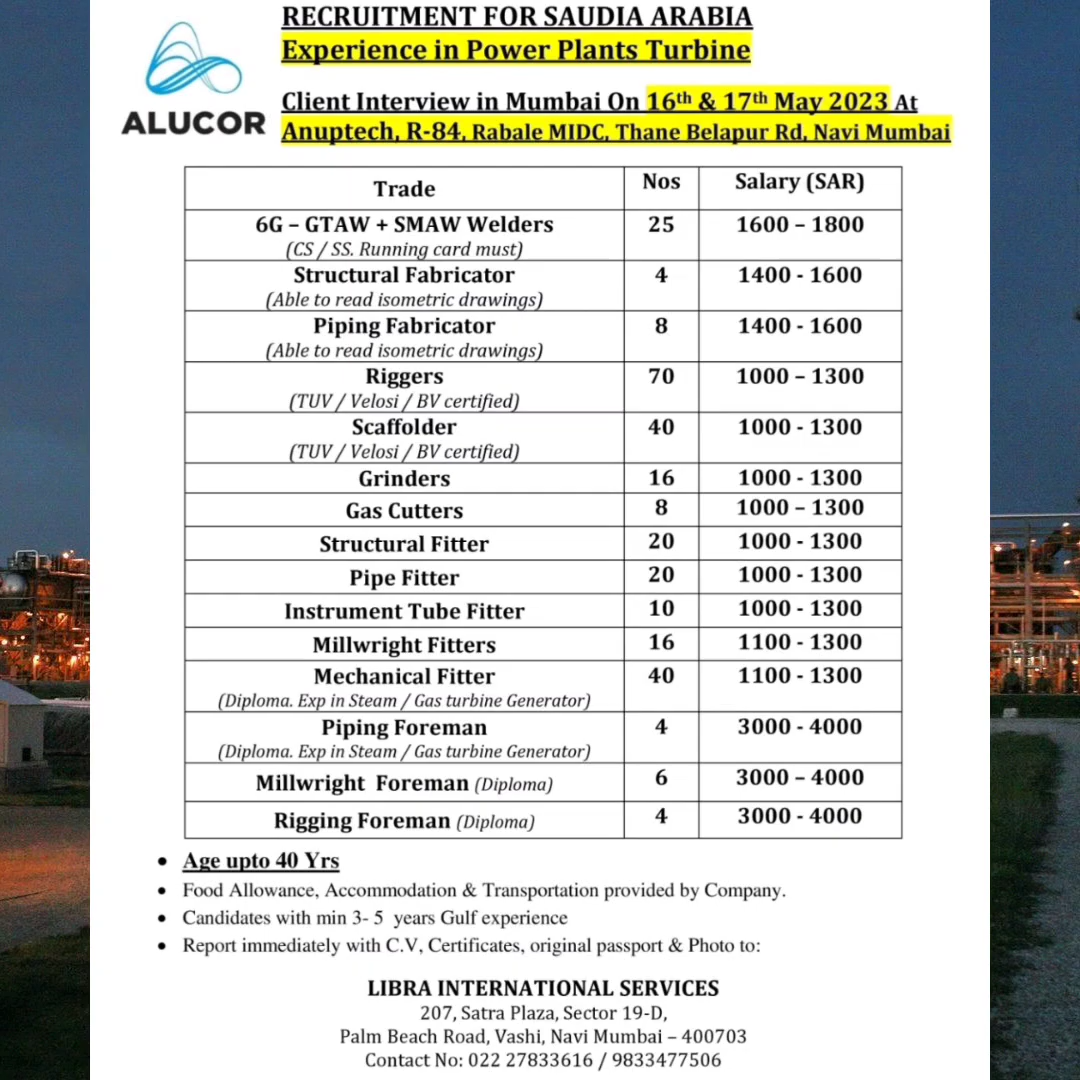 RECRUITMENT FOR SAUDIA ARABIA
Experience in Power Plants Turbine
ALUCOR
Client Interview in Mumbai On 16th & 17th May 2023 At
Anuptech, R-84, Rabale MIDC, Thane Belapur Rd, Navi Mumbai
Trade Nos Salary (SAR)
6G – GTAW + SMAW Welders 25 1600 – 1800
(CS / SS. Running card must)
Structural Fabricator 4 1400 - 1600
(Able to read isometric drawings)
Piping Fabricator 8 1400 - 1600
(Able to read isometric drawings)
Riggers 70 1000 – 1300
(TUV / Velosi / BV certified)
Scaffolder 40 1000 - 1300
(TUV / Velosi / BV certified)
Grinders 16 1000 - 1300
Gas Cutters 8 1000 – 1300
Structural Fitter 20 1000 - 1300
Pipe Fitter 20 1000 - 1300
Instrument Tube Fitter 10 1000 - 1300
Millwright Fitters 16 1100 - 1300
Mechanical Fitter 40 1100 - 1300
(Diploma. Exp in Steam / Gas turbine Generator)
Piping Foreman 4 3000 - 4000
(Diploma. Exp in Steam / Gas turbine Generator)
Millwright Foreman (Diploma) 6 3000 – 4000
Rigging Foreman (Diploma) 4 3000 - 4000
• Age upto 40 Yrs
• Food Allowance, Accommodation & Transportation provided by Company.
• Candidates with min 3- 5 years Gulf experience
• Report immediately with C.V, Certificates, original passport & Photo to:
LIBRA INTERNATIONAL SERVICES
207, Satra Plaza, Sector 19-D,
Palm Beach Road, Vashi, Navi Mumbai – 400703
Contact No: 022 27833616 / 9833477506